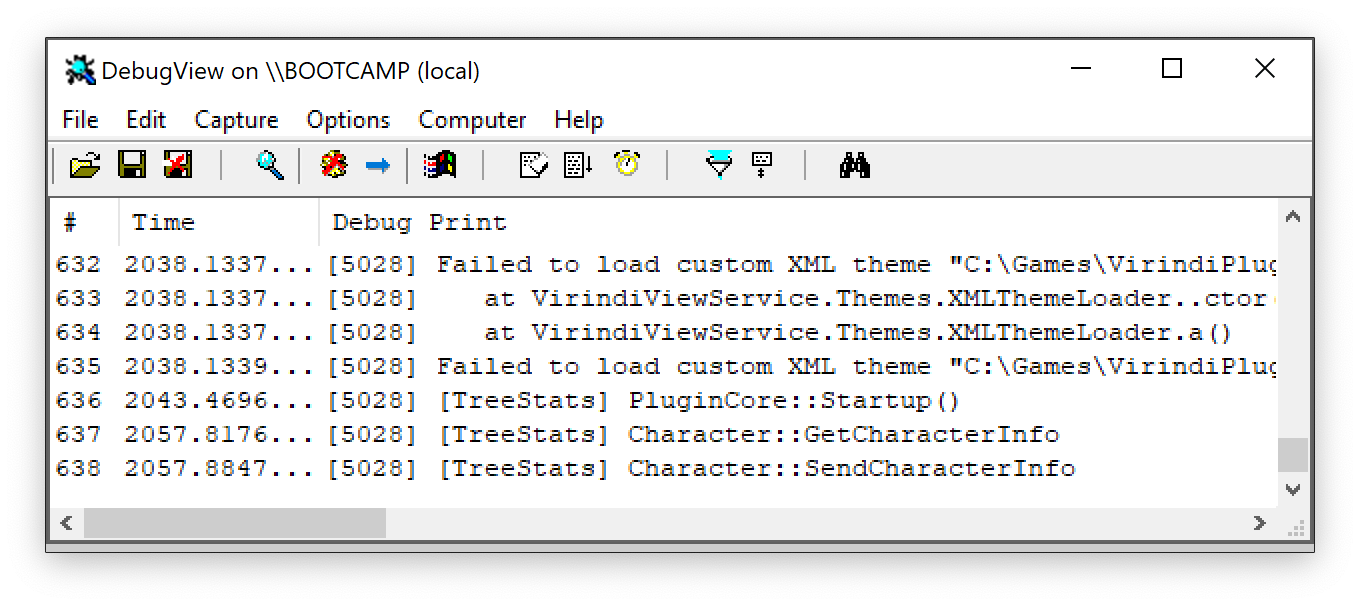 DebugView on \\BOOTCAMP (local)
File Edit Capture Options Computer Help
# Time Debug Print
632 2038.1337... [5028] Failed to load custom XML theme "C:\Games\VirindiPlug
633 2038.1337... [5028] at VirindiViewService.Themes.XMLThemeLoader..ctor
634 2038.1337... [5028] at VirindiViewService.Themes.XMLThemeLoader.a()
635 2038.1339... [5028] Failed to load custom XML theme "C:\Games\VirindiPlug
636 2043.4696... [5028] [TreeStats] PluginCore::Startup()
637 2057.8176... [5028] [TreeStats] Character::GetCharacterInfo
638 2057.8847... [5028] [TreeStats] Character::SendCharacterInfo